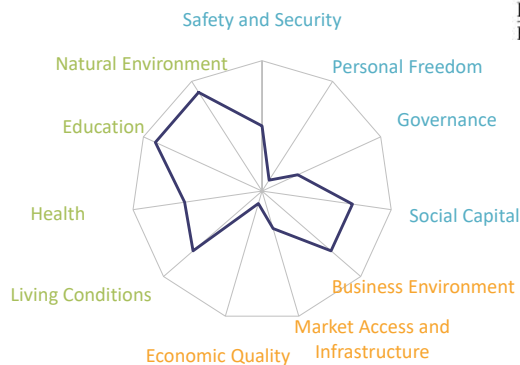 Safety and Security
Natural Environment
Personal Freedom
Education
Governance
Health
Social Capital
Living Conditions
Business Environment
Market Access and
Infrastructure
Economic Quality